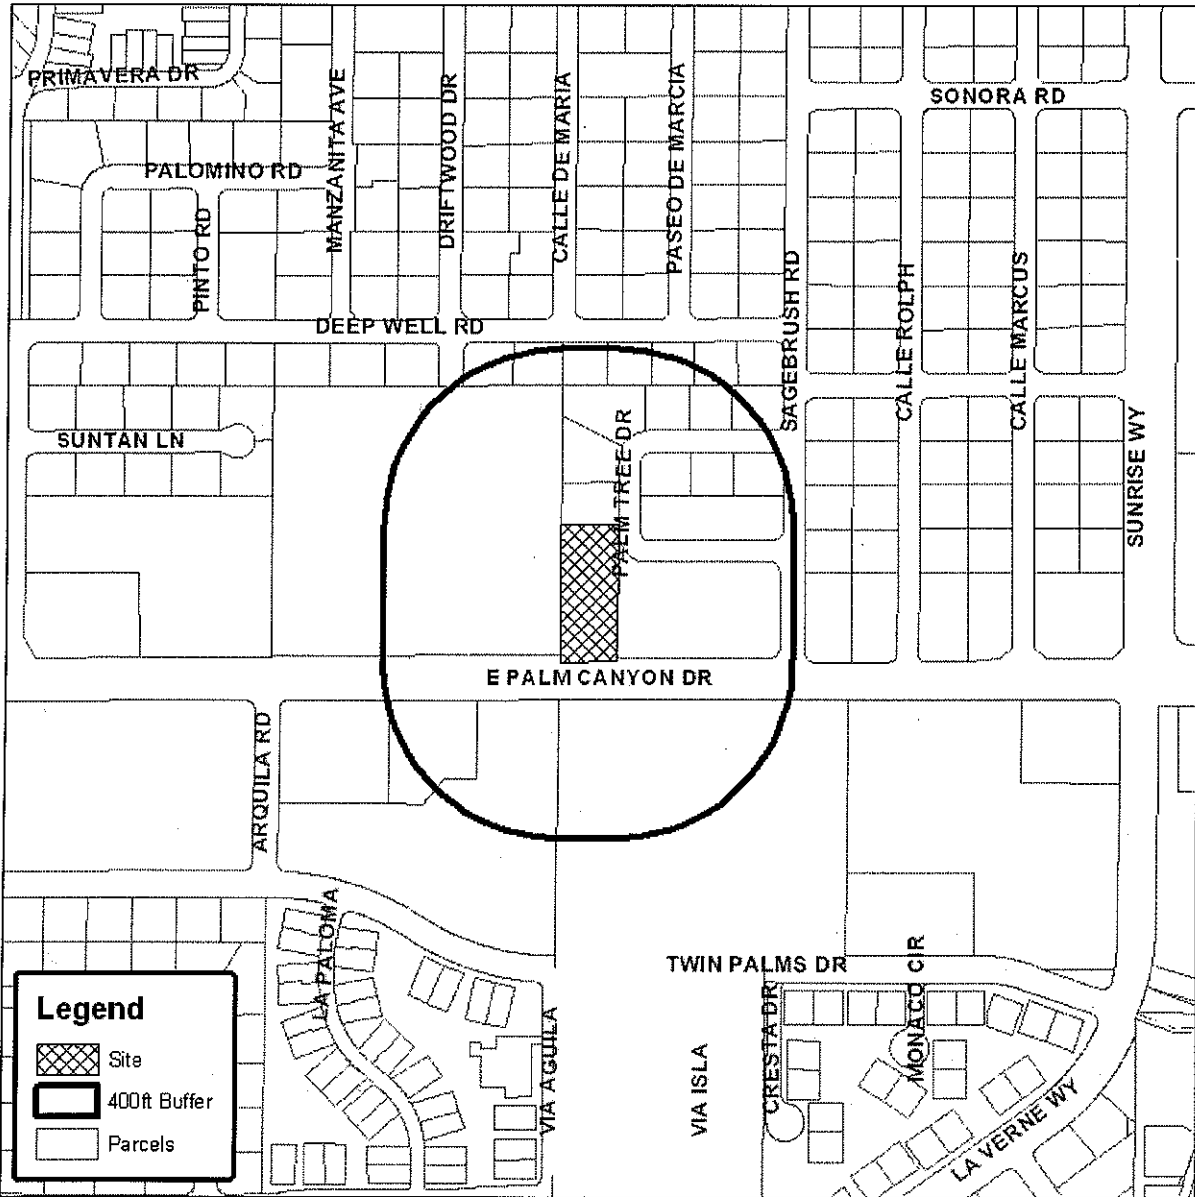 PRIMAVERA DR
SONORA RD
PALOMINO RD
MANZANITA AVE
DRIFTWOOD DR
CALLE DE MARIA
PASEO DE MARCIA
PINTO RD
DEEP WELL RD
SAGEBRUSH RD
CALLE ROLPH
CALLE MARCUS
SUNTAN LN
PALM TREE DR
SUNRISE WY
E PALM CANYON DR
ARQUILA RD
LA PALOMA
TWIN PALMS DR
MONACO CIR
CRESTA DR
VIA AGUILA
VIA ISLA
LA VERNE WY
Legend
Site
400ft Buffer
Parcels